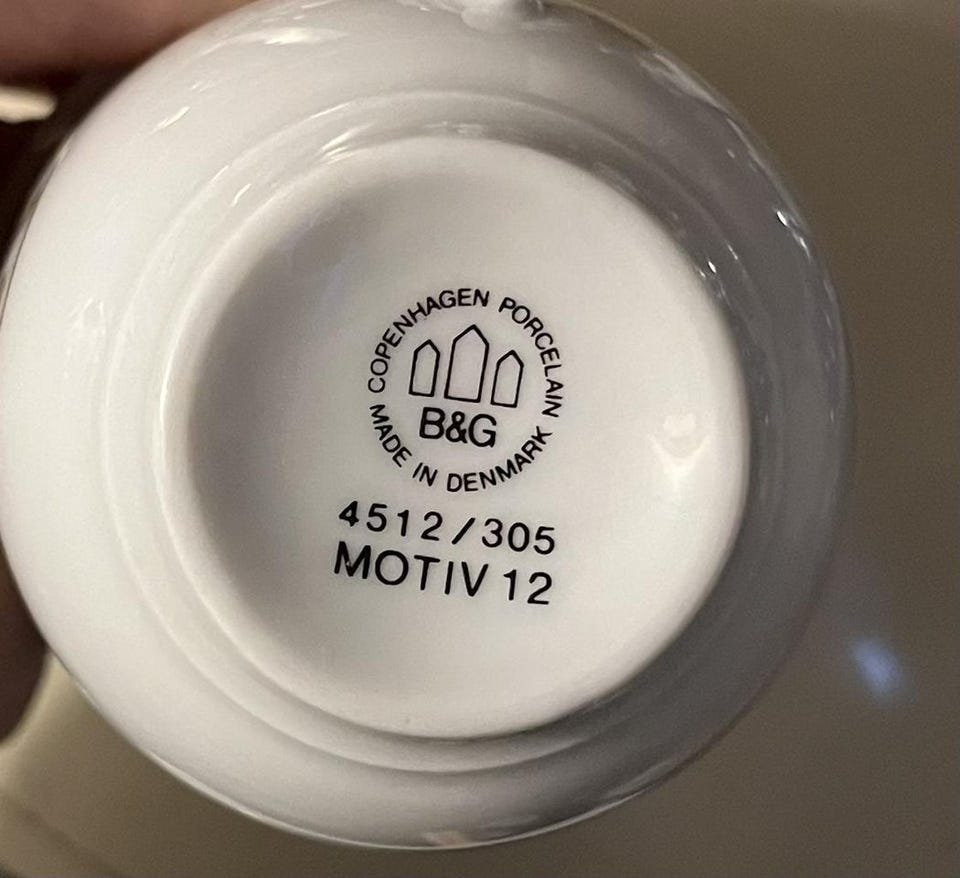 COPENHAGEN PORCELAIN
B&G
MADE IN DENMARK
4512/305
MOTIV 12